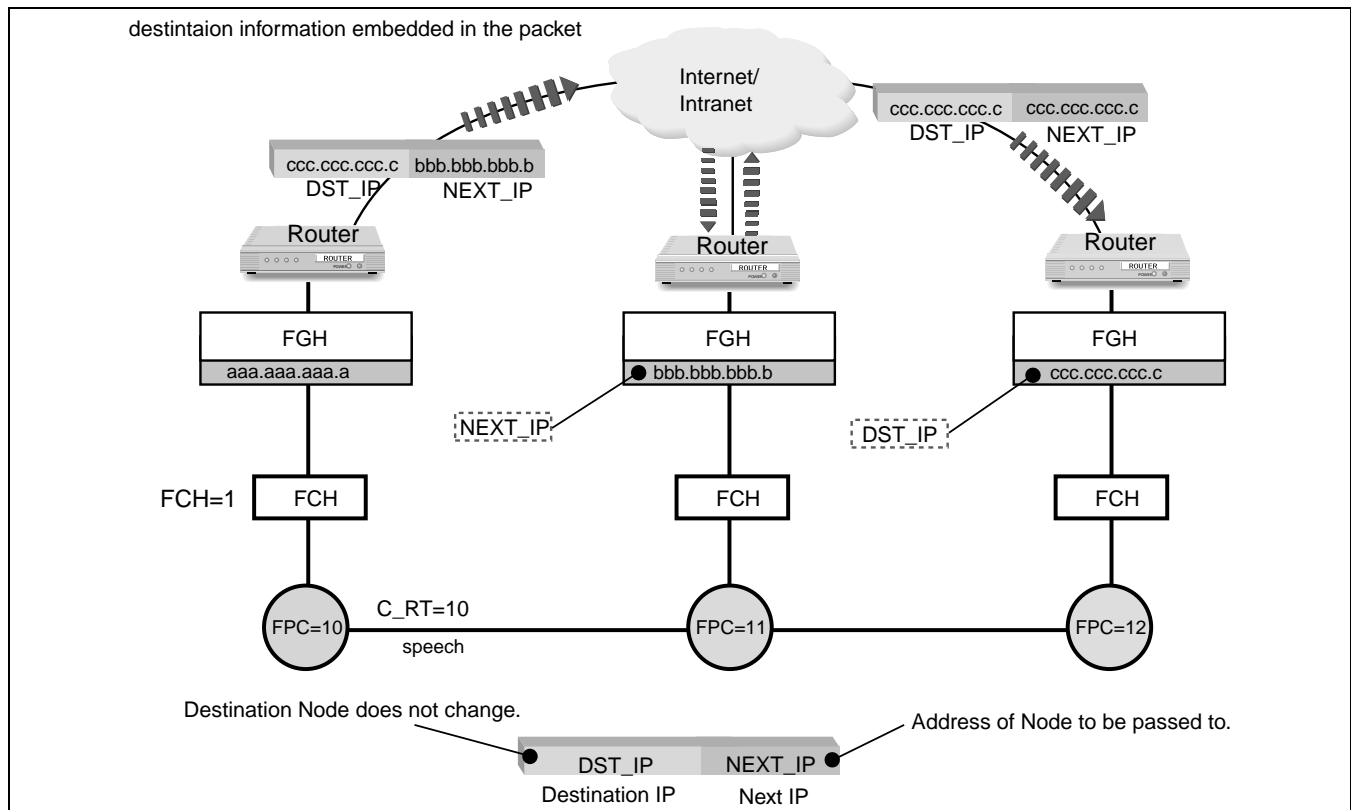 destintaion information embedded in the packet
Internet/
Intranet
ccc.ccc.ccc.c ccc.ccc.ccc.c
DST_IP NEXT_IP
ccc.ccc.ccc.c bbb.bbb.bbb.b
DST_IP NEXT_IP
Router
ROUTER
POWER
Router
ROUTER
POWER
Router
ROUTER
POWER
FGH
aaa.aaa.aaa.a
FGH
bbb.bbb.bbb.b
FGH
ccc.ccc.ccc.c
NEXT_IP
DST_IP
FCH=1
FCH
FCH
FCH
FPC=10
C_RT=10
speech
FPC=11
FPC=12
Destination Node does not change.
Address of Node to be passed to.
DST_IP NEXT_IP
Destination IP Next IP